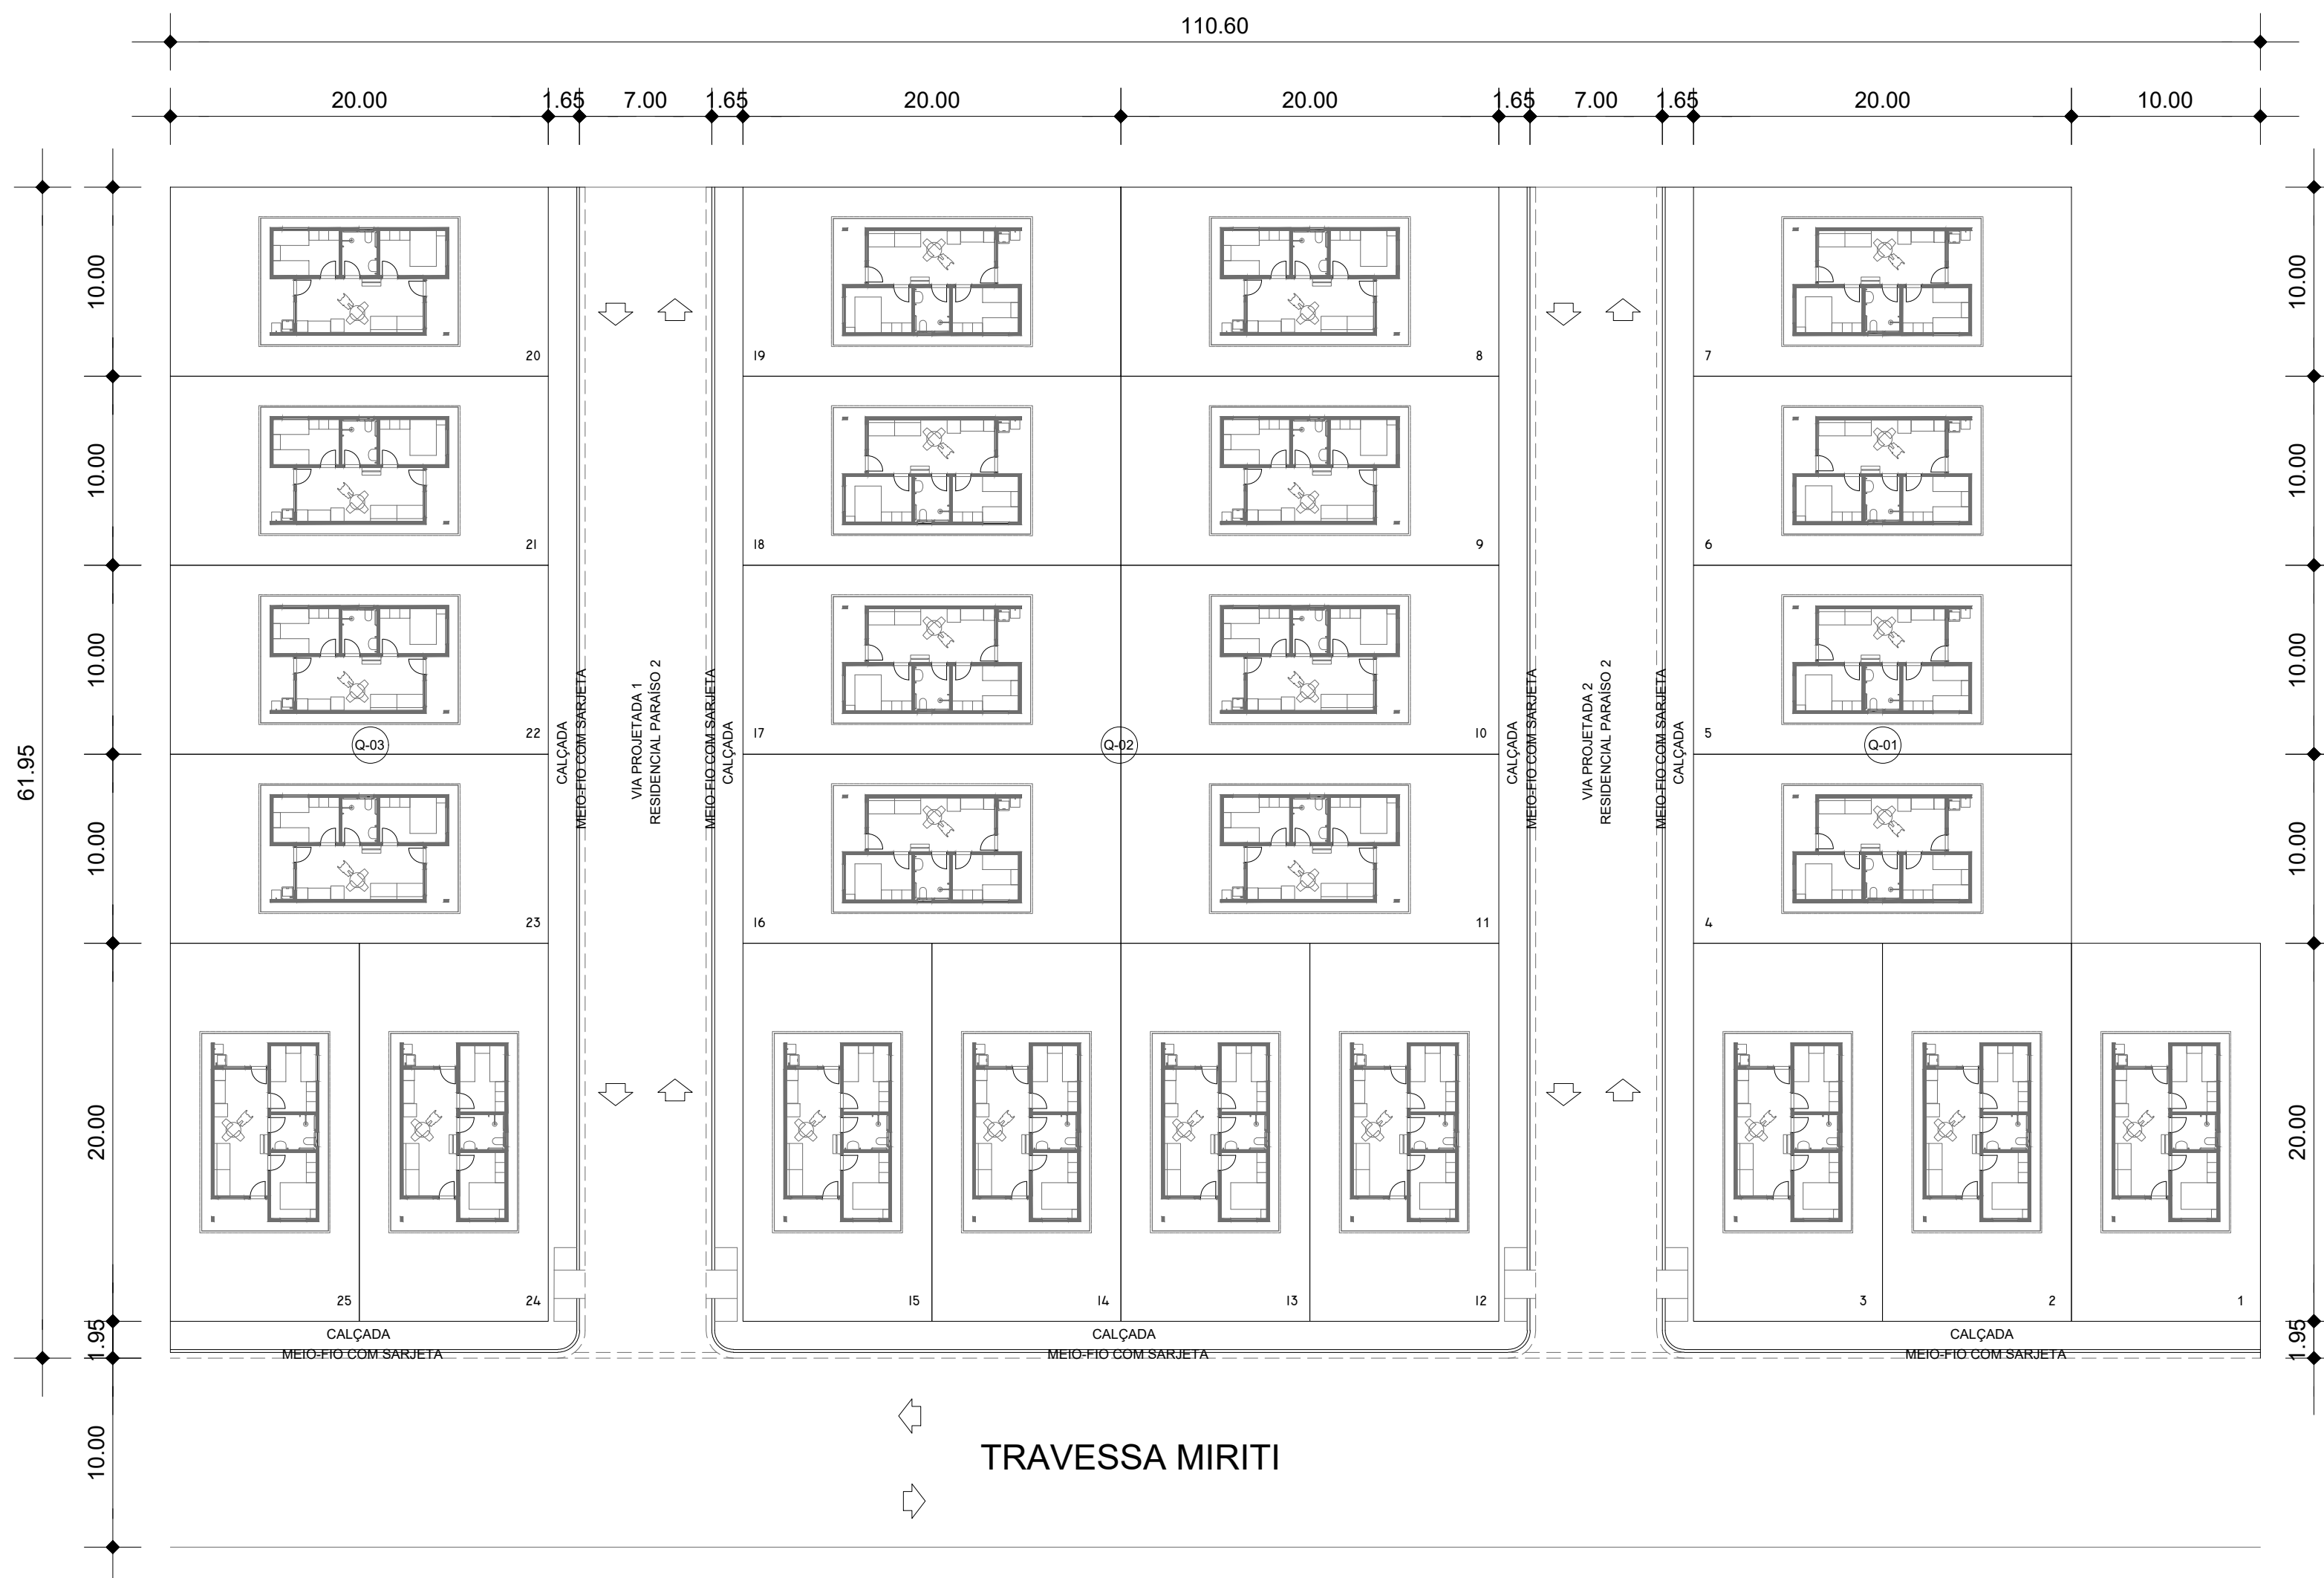 110.60
20.00 1.65 7.00 1.65 20.00 20.00 1.65 7.00 1.65 20.00 10.00
10.00 10.00
20 19 8 7
10.00 10.00
21 18 9 6
61.95
10.00 10.00
22 17 10 5
Q-03 Q-02 Q-01
CALÇADA
MEIO-FIO COM SARJETA
VIA PROJETADA 1
RESIDENCIAL PARAÍSO 2
MEIO-FIO COM SARJETA
CALÇADA
CALÇADA
MEIO-FIO COM SARJETA
VIA PROJETADA 2
RESIDENCIAL PARAÍSO 2
MEIO-FIO COM SARJETA
CALÇADA
10.00 10.00
23 16 11 4
20.00 20.00
25 24 15 14 13 12 3 2 1
1.95 1.95
CALÇADA CALÇADA CALÇADA
MEIO-FIO COM SARJETA MEIO-FIO COM SARJETA MEIO-FIO COM SARJETA
10.00
TRAVESSA MIRITI